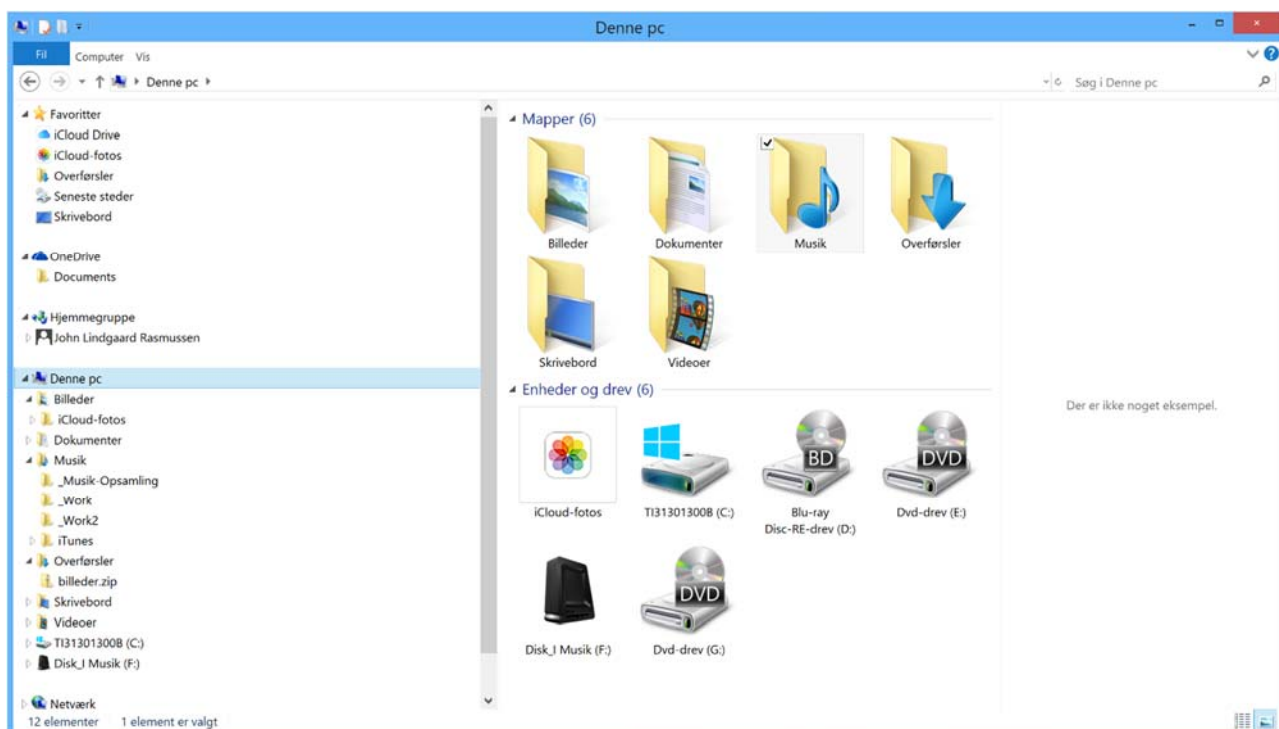 Denne pc
Fil
Computer
Vis
Denne pc
Søg i Denne pc
Favoritter
iCloud Drive
iCloud-fotos
Overførsler
Seneste steder
Skrivebord
OneDrive
Documents
Hjemmegruppe
John Lindgaard Rasmussen
Denne pc
Billeder
iCloud-fotos
Dokumenter
Musik
_Musik-Opsamling
_Work
_Work2
iTunes
Overførsler
billeder.zip
Skrivebord
Videoer
TI31301300B (C:)
Disk_I Musik (F:)
Netværk
Mapper (6)
Billeder
Dokumenter
Musik
Overførsler
Skrivebord
Videoer
Enheder og drev (6)
BD
DVD
iCloud-fotos
TI31301300B (C:)
Blu-ray
Disc-RE-drev (D:)
Dvd-drev (E:)
DVD
Disk_I Musik (F:)
Dvd-drev (G:)
Der er ikke noget eksempel.
12 elementer
1 element er valgt